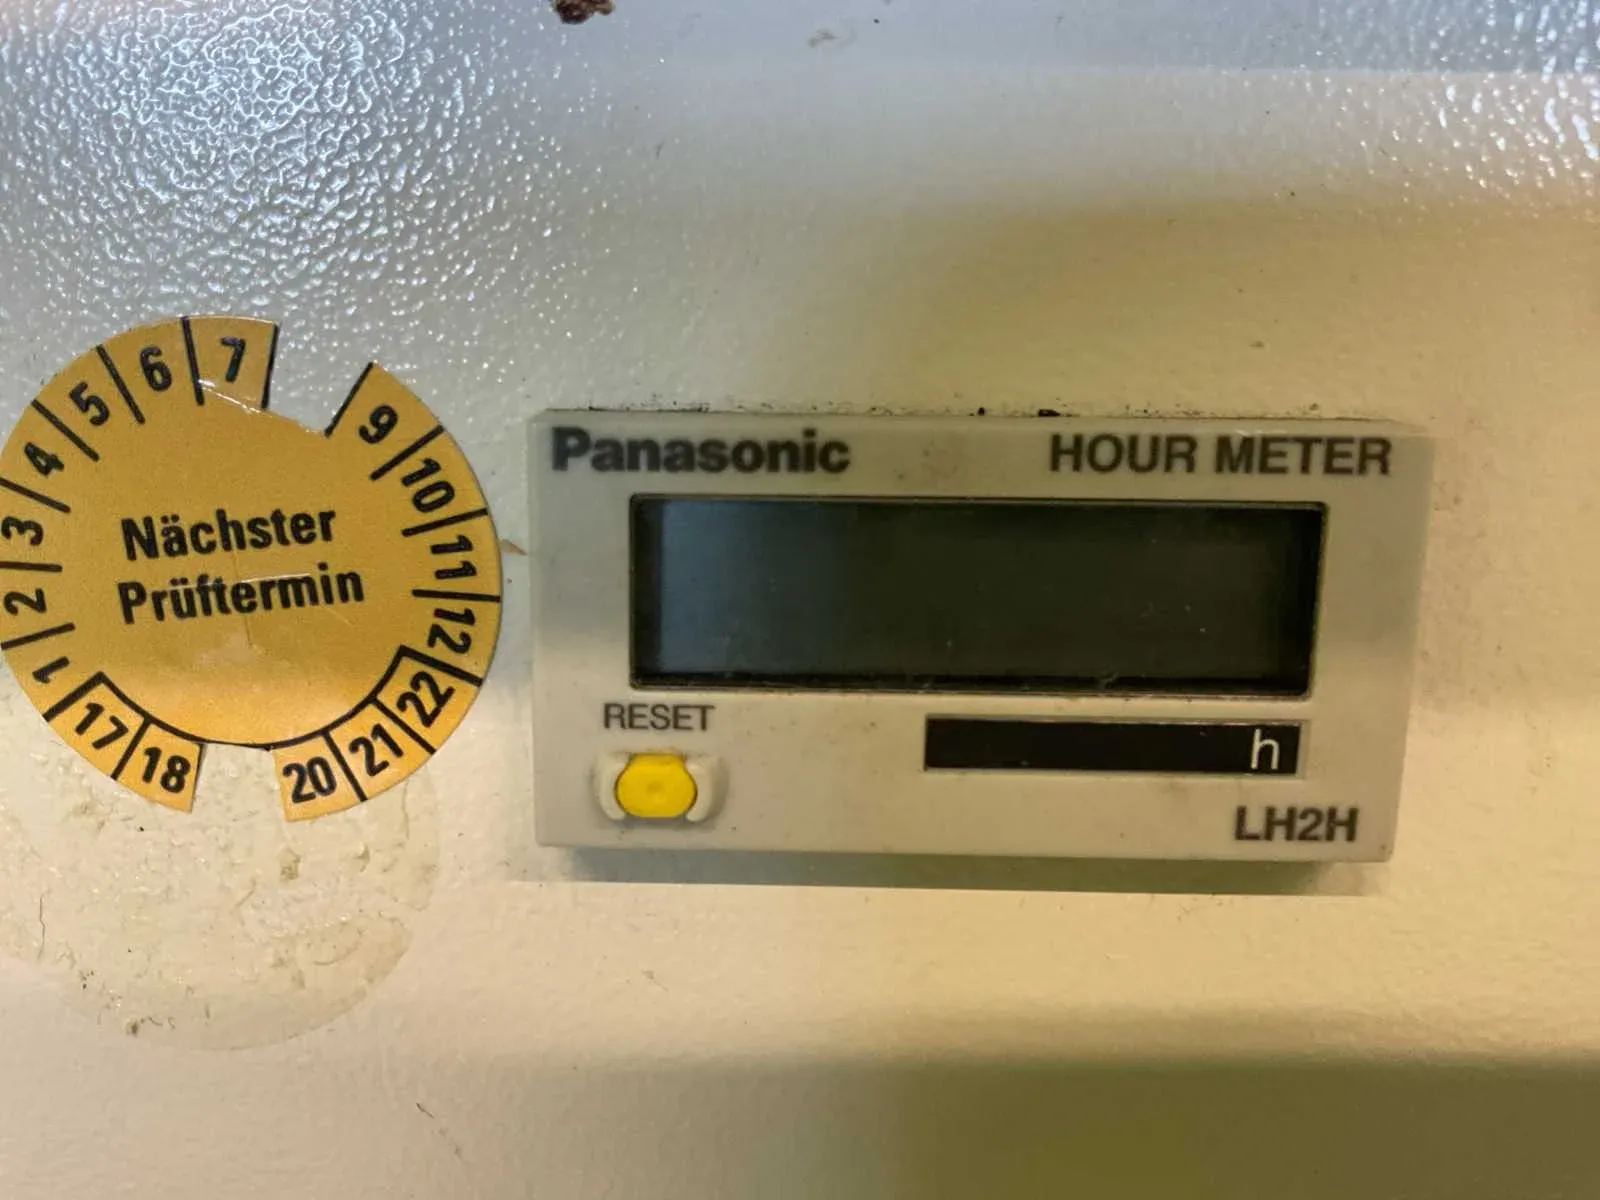 7
6
5
4
3
2
1
9
10
11
12
Nächster
Prüftermin
17
18
20
21
22
Panasonic
HOUR METER
RESET
h
LH2H